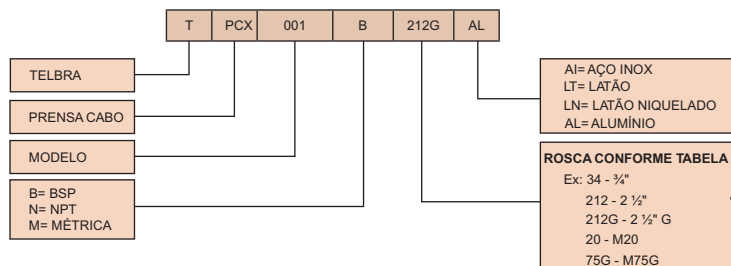 T PCX 001 B 212G AL
TELBRA
PRENSA CABO
MODELO
B= BSP
N= NPT
M= MÉTRICA
AI= AÇO INOX
LT= LATÃO
LN= LATÃO NIQUELADO
AL= ALUMÍNIO
ROSCA CONFORME TABELA
Ex: 34 - ¾"
212 - 2 ½"
212G - 2 ½" G
20 - M20
75G - M75G